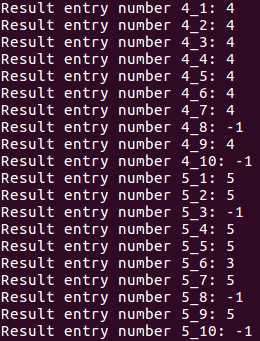 Result entry number 4_1: 4
Result entry number 4_2: 4
Result entry number 4_3: 4
Result entry number 4_4: 4
Result entry number 4_5: 4
Result entry number 4_6: 4
Result entry number 4_7: 4
Result entry number 4_8: -1
Result entry number 4_9: 4
Result entry number 4_10: -1
Result entry number 5_1: 5
Result entry number 5_2: 5
Result entry number 5_3: -1
Result entry number 5_4: 5
Result entry number 5_5: 5
Result entry number 5_6: 3
Result entry number 5_7: 5
Result entry number 5_8: -1
Result entry number 5_9: 5
Result entry number 5_10: -1